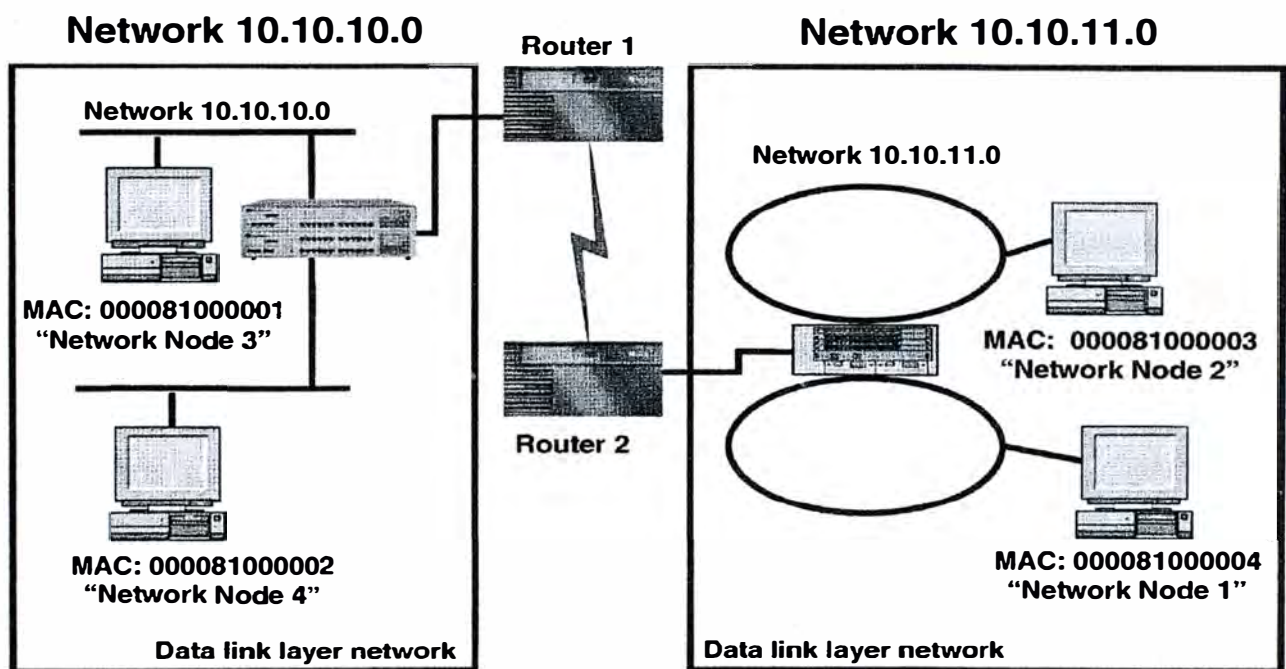 Network 10.10.10.0
Router 1
Network 10.10.11.0
Network 10.10.10.0
Network 10.10.11.0
MAC: 000081000001
“Network Node 3”
MAC: 000081000003
“Network Node 2”
Router 2
MAC: 000081000002
“Network Node 4”
MAC: 000081000004
“Network Node 1”
Data link layer network
Data link layer network